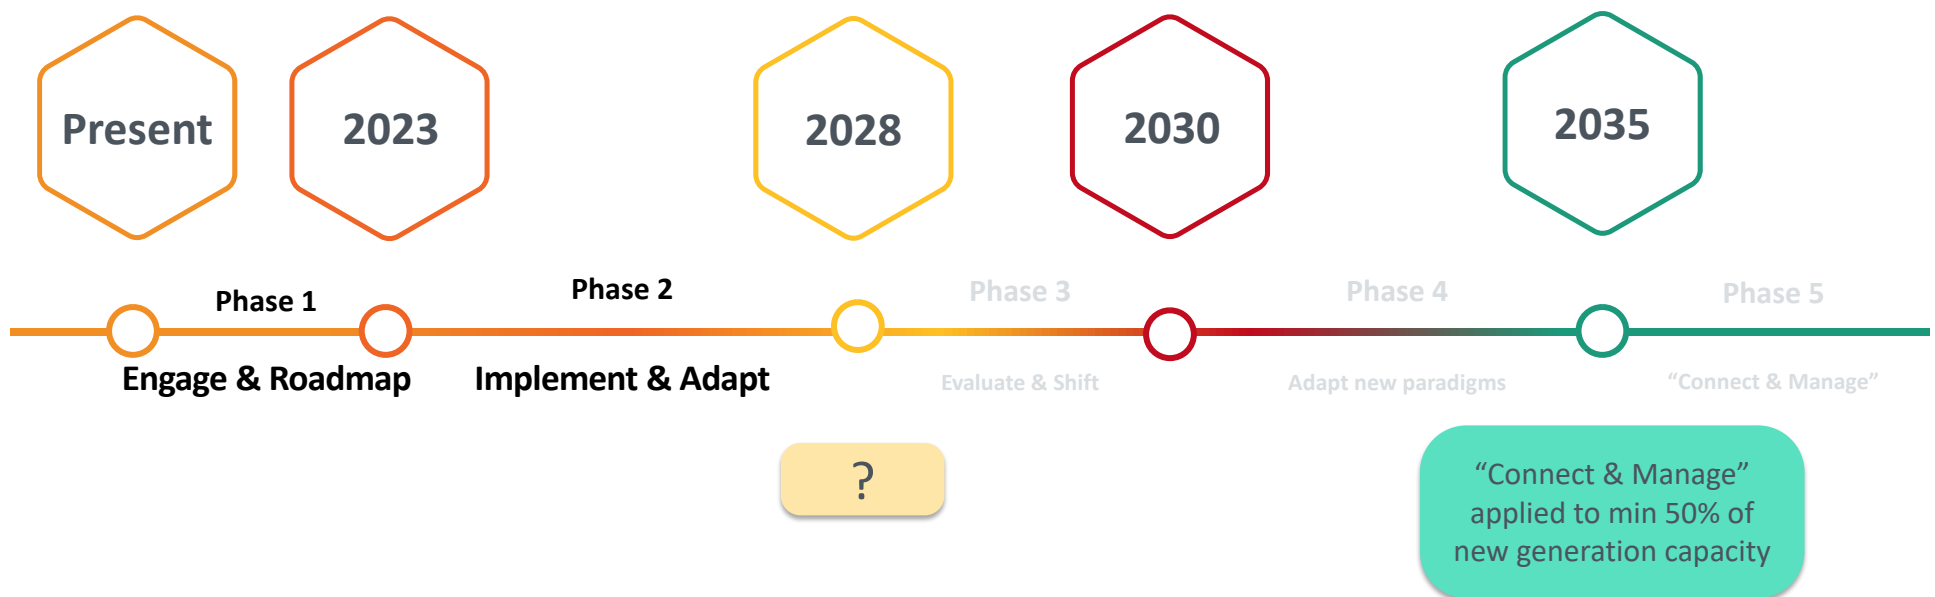 Present
2023
2028
2030
2035
Phase 1
Phase 2
Phase 3
Phase 4
Phase 5
Engage & Roadmap
Implement & Adapt
Evaluate & Shift
Adapt new paradigms
“Connect & Manage”
?
“Connect & Manage”
applied to min 50% of
new generation capacity